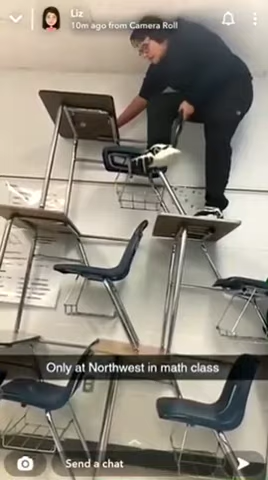 Liz
10m ago from Camera Roll
Only at Northwest in math class
Send a chat